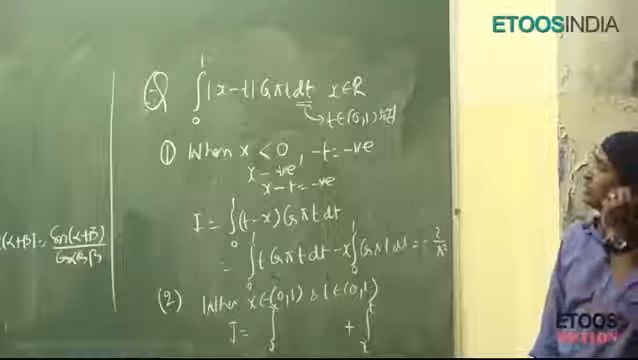 ETOOSINDIA
Q ∫₀¹ |x-t| Cos πt dt x∈R
① When x < 0, -t = -ve
x - ve
x-t = -ve
I = ∫₀¹ (t-x) Cos πt dt
= ∫₀¹ t Cos πt dt - x ∫₀¹ Cos πt dt = -2/π²
(2) When x∈(0,1) & t∈(0,1)
I = ∫₀ + ∫ₓ
Sin(α+β)
ETOOS